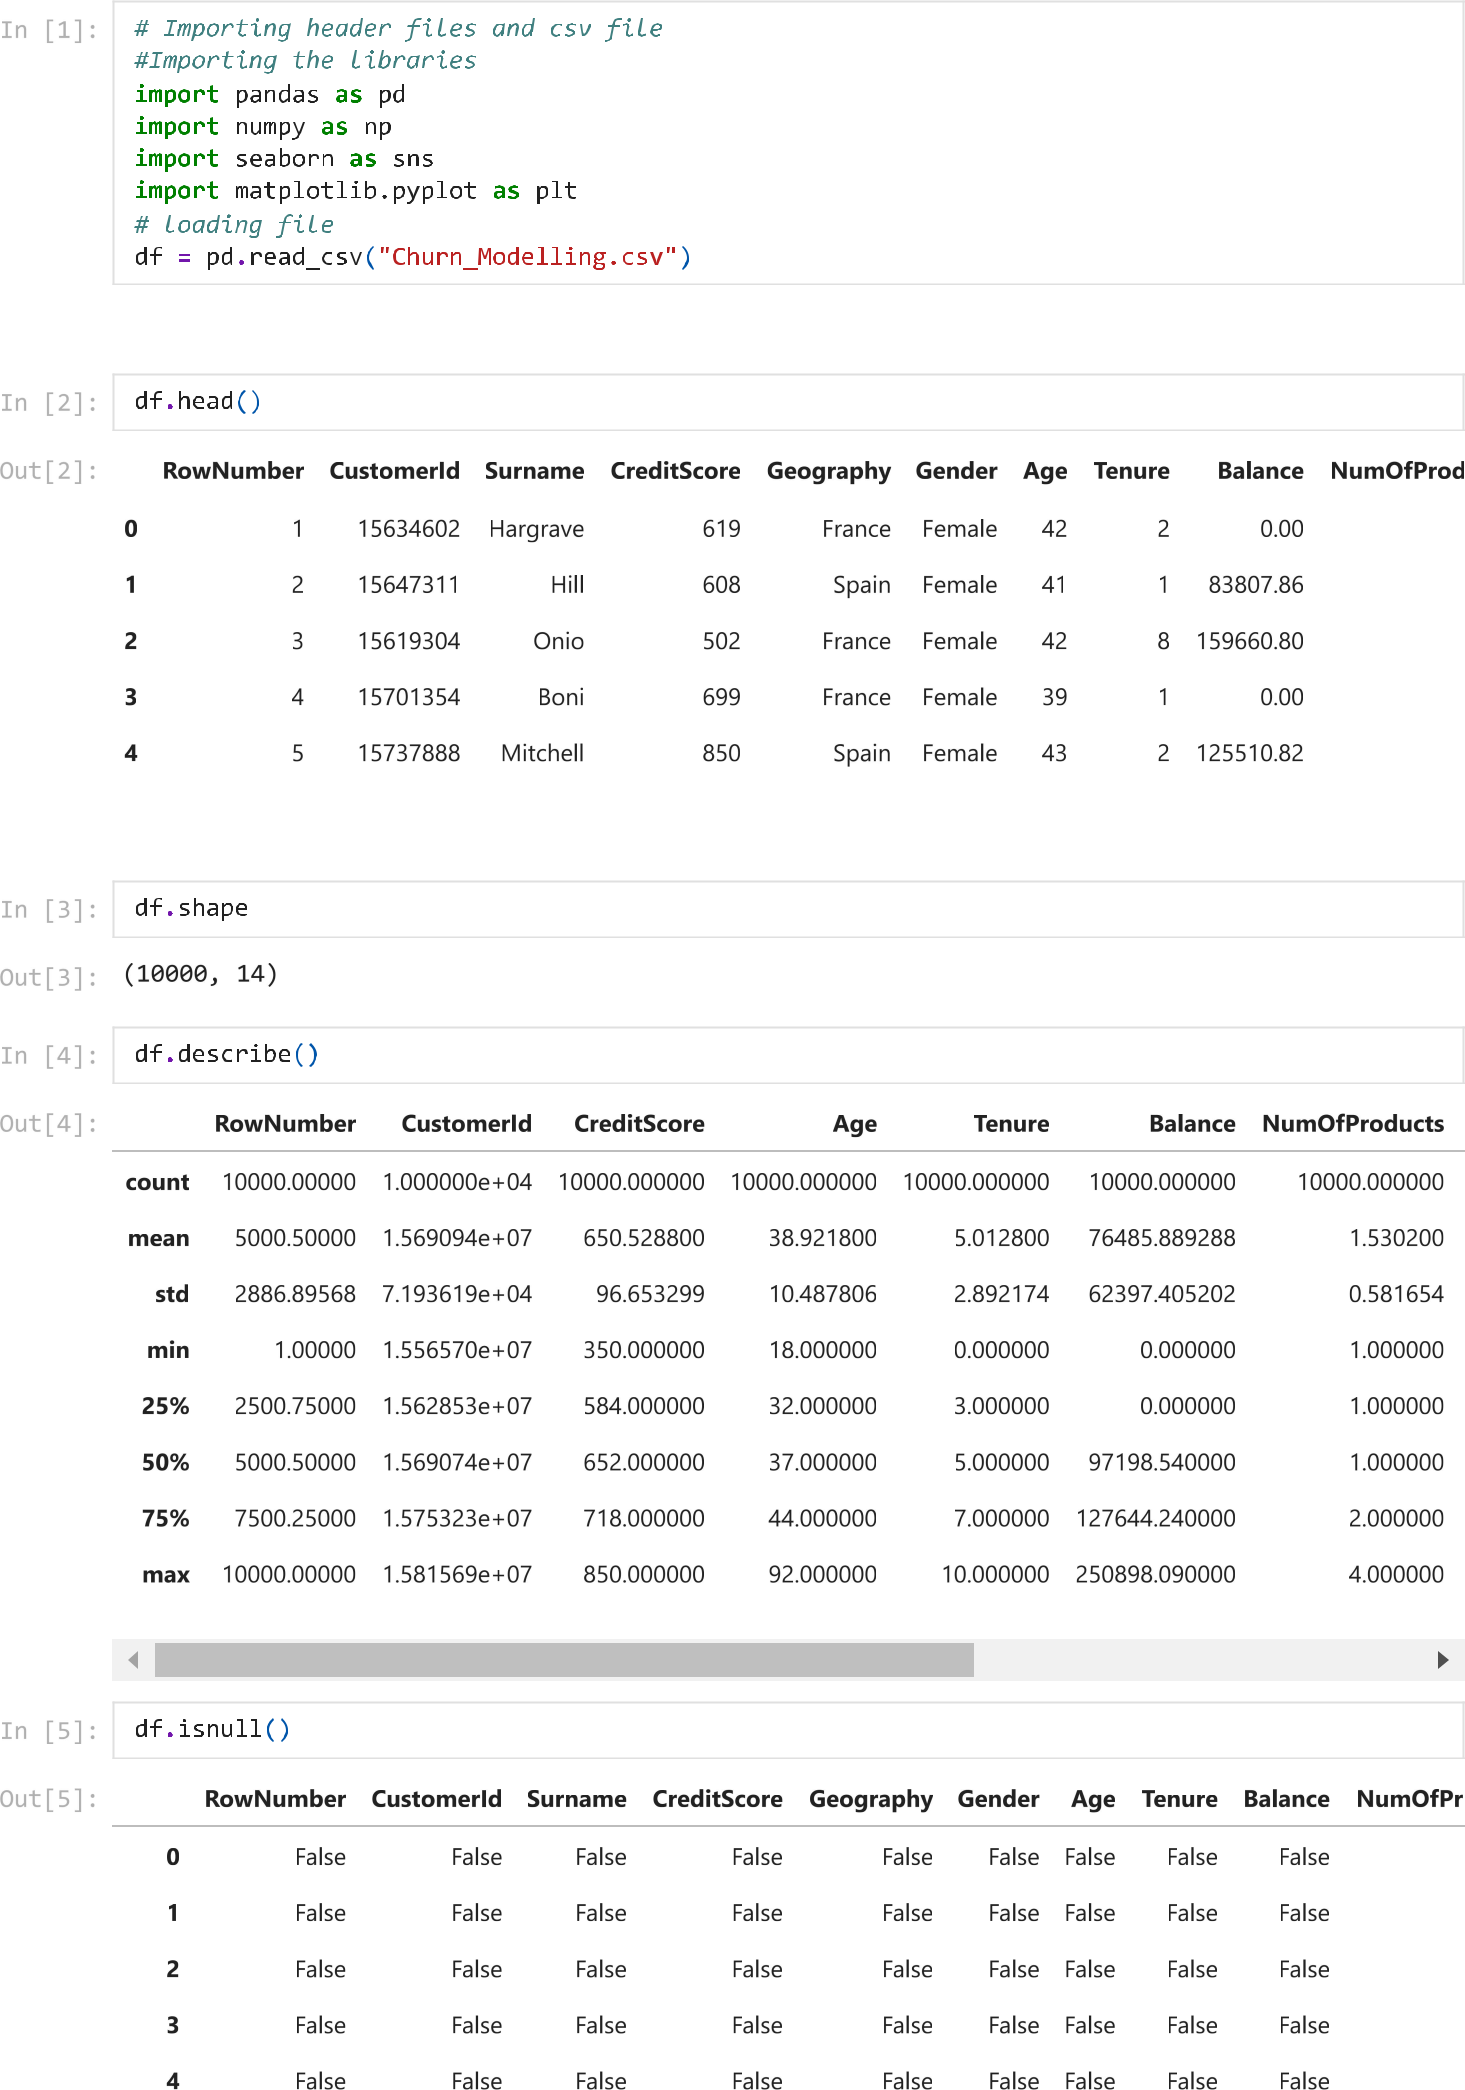 In [1]:
# Importing header files and csv file
#Importing the libraries
import pandas as pd
import numpy as np
import seaborn as sns
import matplotlib.pyplot as plt
# loading file
df = pd.read_csv("Churn_Modelling.csv")
In [2]: df.head()
Out[2]: RowNumber CustomerId Surname CreditScore Geography Gender Age Tenure Balance NumOfProd
0 1 15634602 Hargrave 619 France Female 42 2 0.00
1 2 15647311 Hill 608 Spain Female 41 1 83807.86
2 3 15619304 Onio 502 France Female 42 8 159660.80
3 4 15701354 Boni 699 France Female 39 1 0.00
4 5 15737888 Mitchell 850 Spain Female 43 2 125510.82
In [3]: df.shape
Out[3]: (10000, 14)
In [4]: df.describe()
Out[4]: RowNumber CustomerId CreditScore Age Tenure Balance NumOfProducts
count 10000.00000 1.000000e+04 10000.000000 10000.000000 10000.000000 10000.000000 10000.000000
mean 5000.50000 1.569094e+07 650.528800 38.921800 5.012800 76485.889288 1.530200
std 2886.89568 7.193619e+04 96.653299 10.487806 2.892174 62397.405202 0.581654
min 1.00000 1.556570e+07 350.000000 18.000000 0.000000 0.000000 1.000000
25% 2500.75000 1.562853e+07 584.000000 32.000000 3.000000 0.000000 1.000000
50% 5000.50000 1.569074e+07 652.000000 37.000000 5.000000 97198.540000 1.000000
75% 7500.25000 1.575323e+07 718.000000 44.000000 7.000000 127644.240000 2.000000
max 10000.00000 1.581569e+07 850.000000 92.000000 10.000000 250898.090000 4.000000
In [5]: df.isnull()
Out[5]: RowNumber CustomerId Surname CreditScore Geography Gender Age Tenure Balance NumOfPr
0 False False False False False False False False False
1 False False False False False False False False False
2 False False False False False False False False False
3 False False False False False False False False False
4 False False False False False False False False False